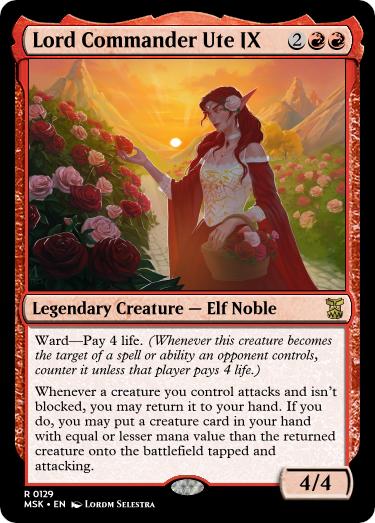 Lord Commander Ute IX 2
Legendary Creature — Elf Noble
Ward—Pay 4 life. (Whenever this creature becomes
the target of a spell or ability an opponent controls,
counter it unless that player pays 4 life.)
Whenever a creature you control attacks and isn't
blocked, you may return it to your hand. If you
do, you may put a creature card in your hand
with equal or lesser mana value than the returned
creature onto the battlefield tapped and
attacking.
4/4
R 0129
MSK • EN Lordm Selestra